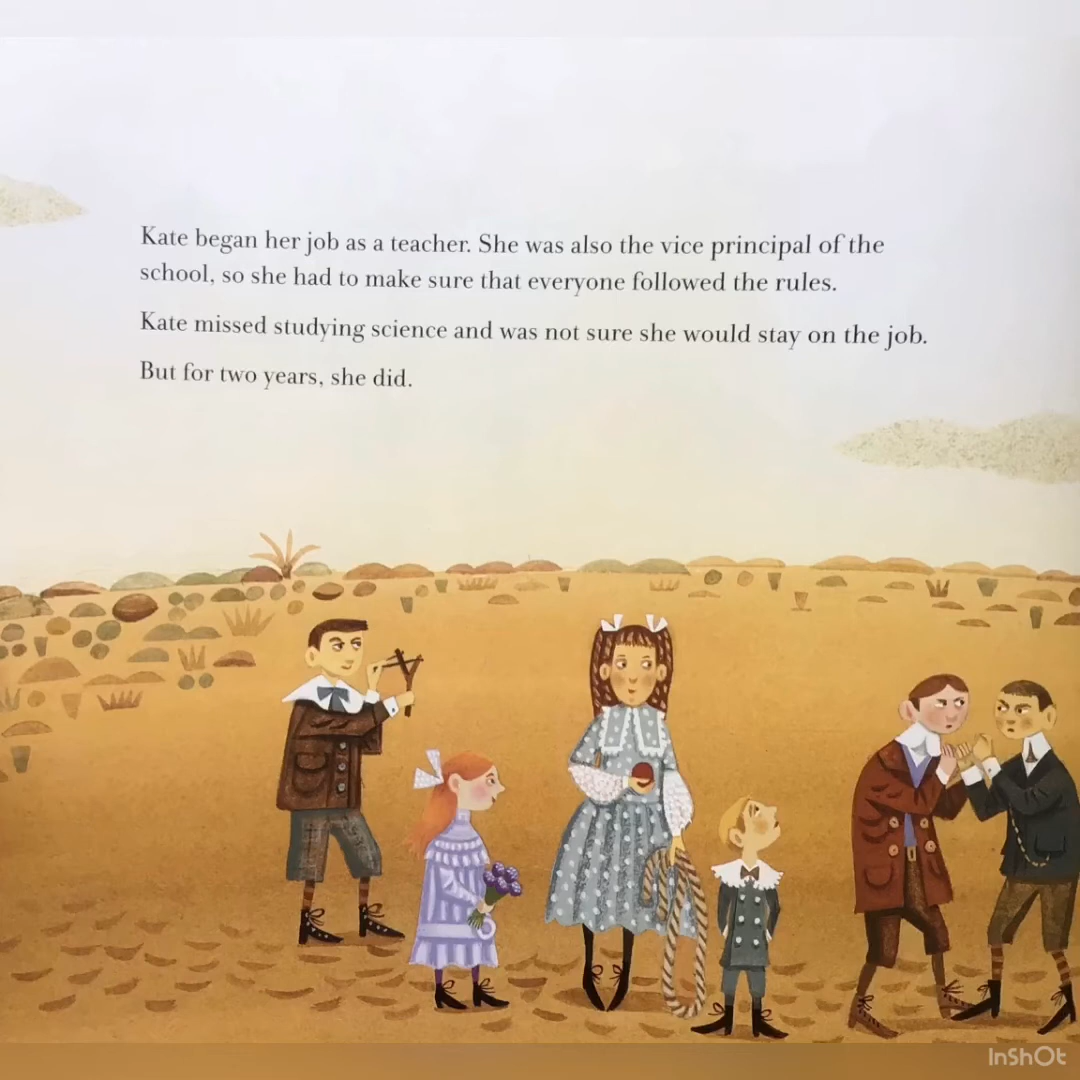 Kate began her job as a teacher. She was also the vice principal of the
school, so she had to make sure that everyone followed the rules.
Kate missed studying science and was not sure she would stay on the job.
But for two years, she did.
InShOt